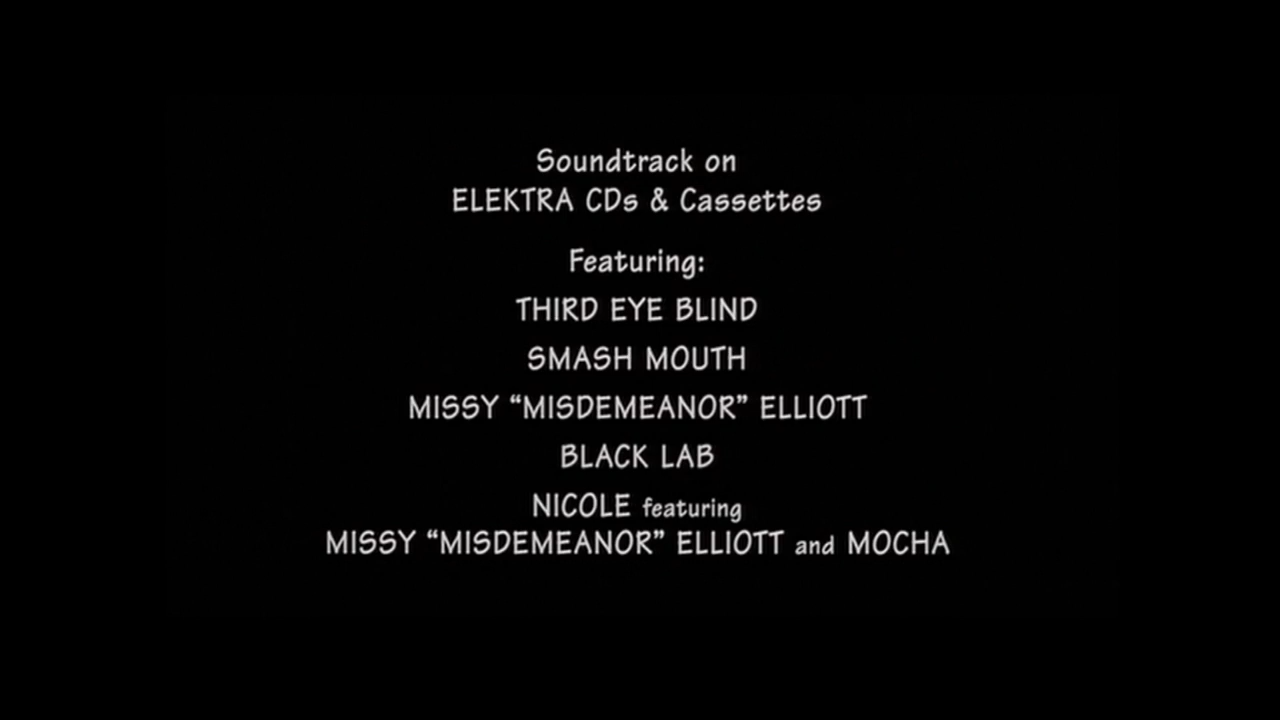 Soundtrack on
ELEKTRA CDs & Cassettes
Featuring:
THIRD EYE BLIND
SMASH MOUTH
MISSY “MISDEMEANOR” ELLIOTT
BLACK LAB
NICOLE featuring
MISSY “MISDEMEANOR” ELLIOTT and MOCHA